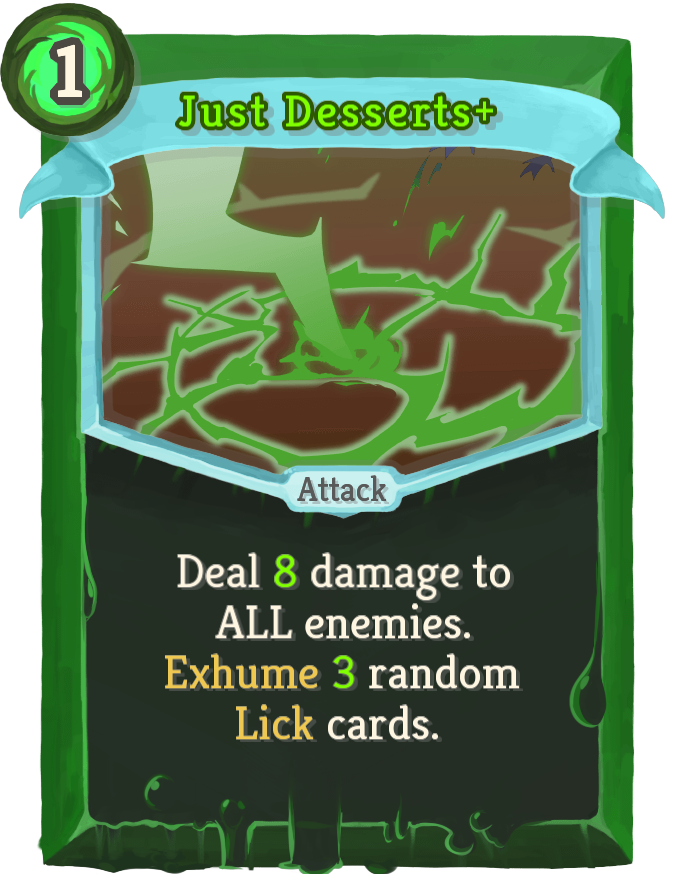 1
Just Desserts+
Attack
Deal 8 damage to
ALL enemies.
Exhume 3 random
Lick cards.